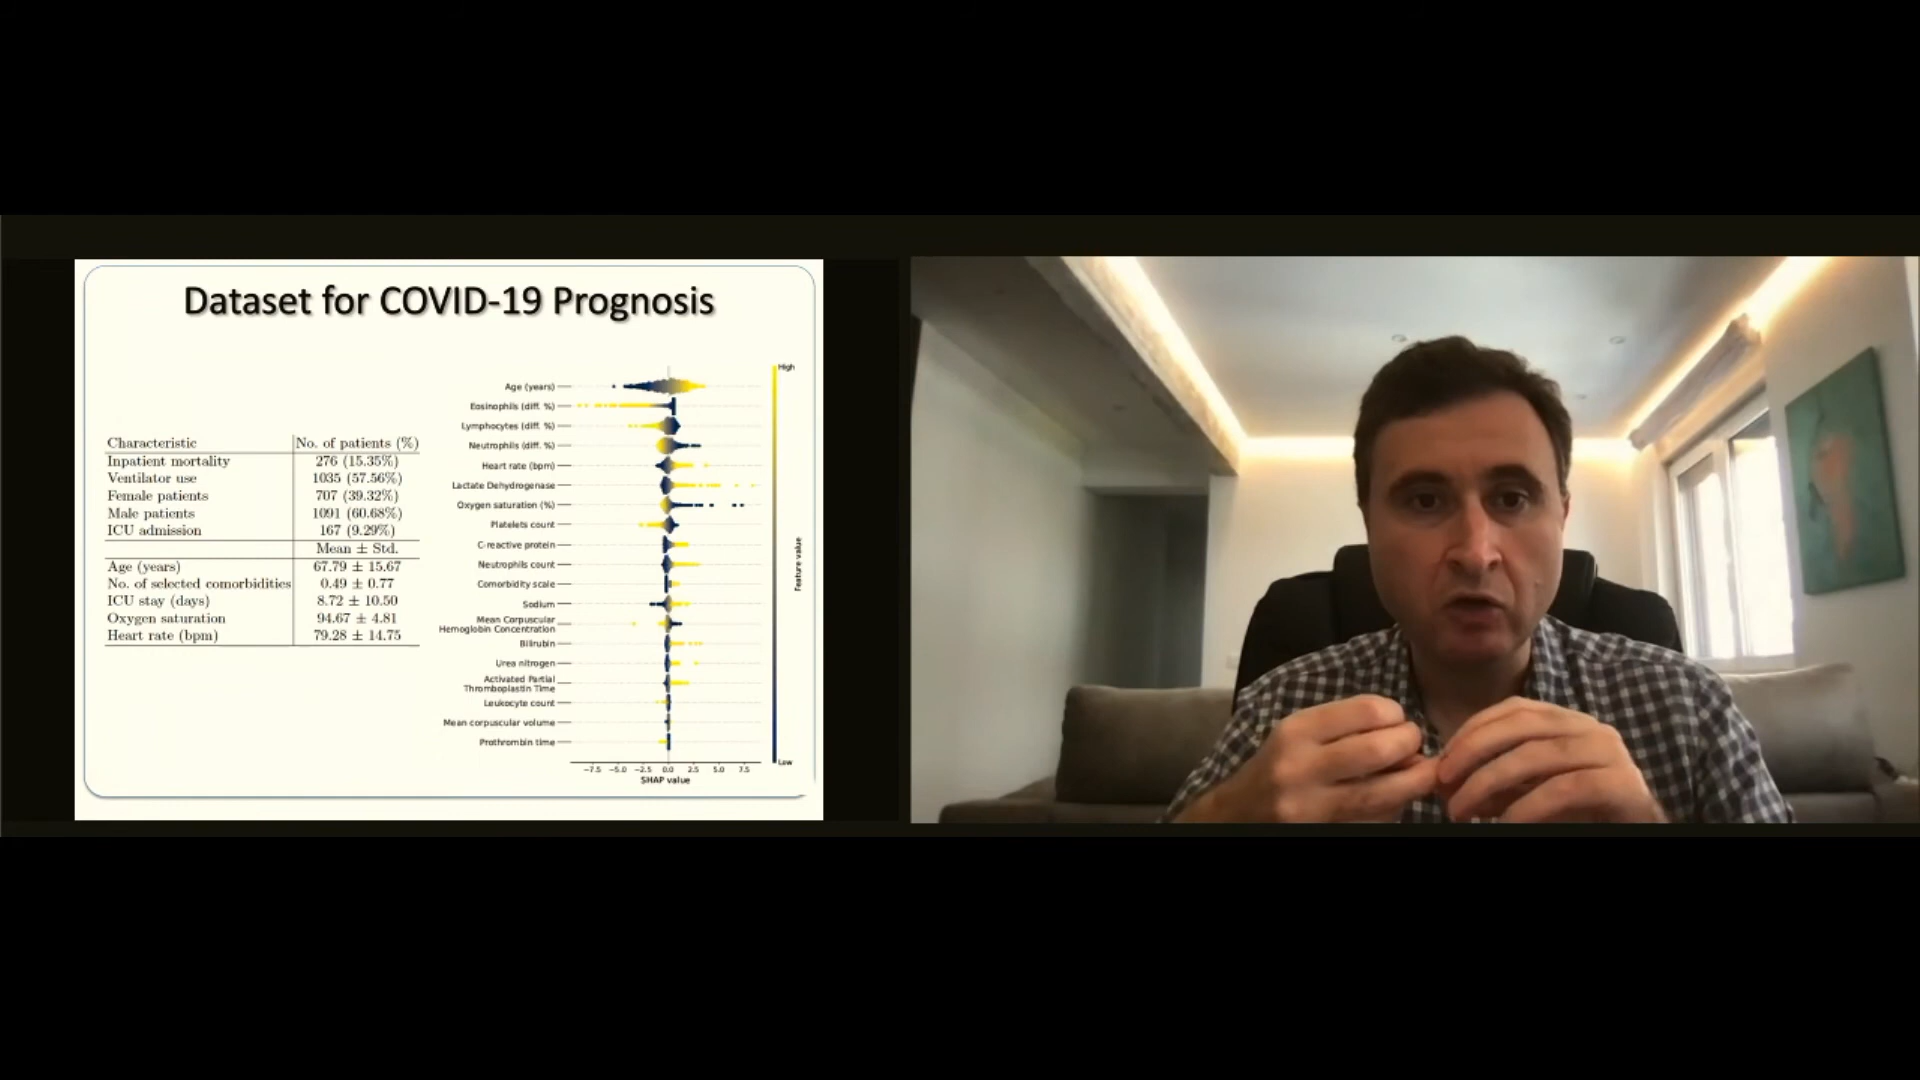 Dataset for COVID-19 Prognosis
Characteristic No. of patients (%)
Inpatient mortality 276 (15.35%)
Ventilator use 1035 (57.56%)
Female patients 707 (39.32%)
Male patients 1091 (60.68%)
ICU admission 167 (9.29%)
Mean ± Std.
Age (years) 67.79 ± 15.67
No. of selected comorbidities 0.49 ± 0.77
ICU stay (days) 8.72 ± 10.50
Oxygen saturation 94.67 ± 4.81
Heart rate (bpm) 79.28 ± 14.75
Age (years)
Eosinophils (diff. %)
Lymphocytes (diff. %)
Neutrophils (diff. %)
Heart rate (bpm)
Lactate Dehydrogenase
Oxygen saturation (%)
Platelets count
C-reactive protein
Neutrophils count
Comorbidity scale
Sodium
Mean Corpuscular
Hemoglobin Concentration
Bilirubin
Urea nitrogen
Activated Partial
Thromboplastin Time
Leukocyte count
Mean corpuscular volume
Prothrombin time
−7.5 −5.0 −2.5 0.0 2.5 5.0 7.5
SHAP value
High
Feature value
Low